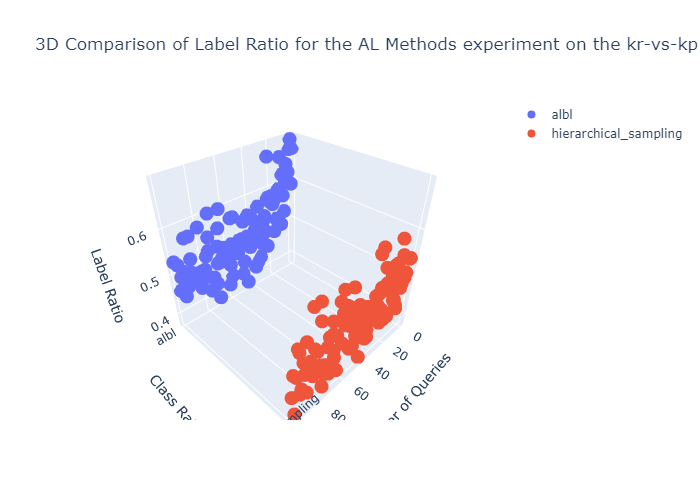 3D Comparison of Label Ratio for the AL Methods experiment on the kr-vs-kp
albl
hierarchical_sampling
0.6
0.5
0.4
Label Ratio
albl
Class Ra
0
20
40
60
80
er of Queries